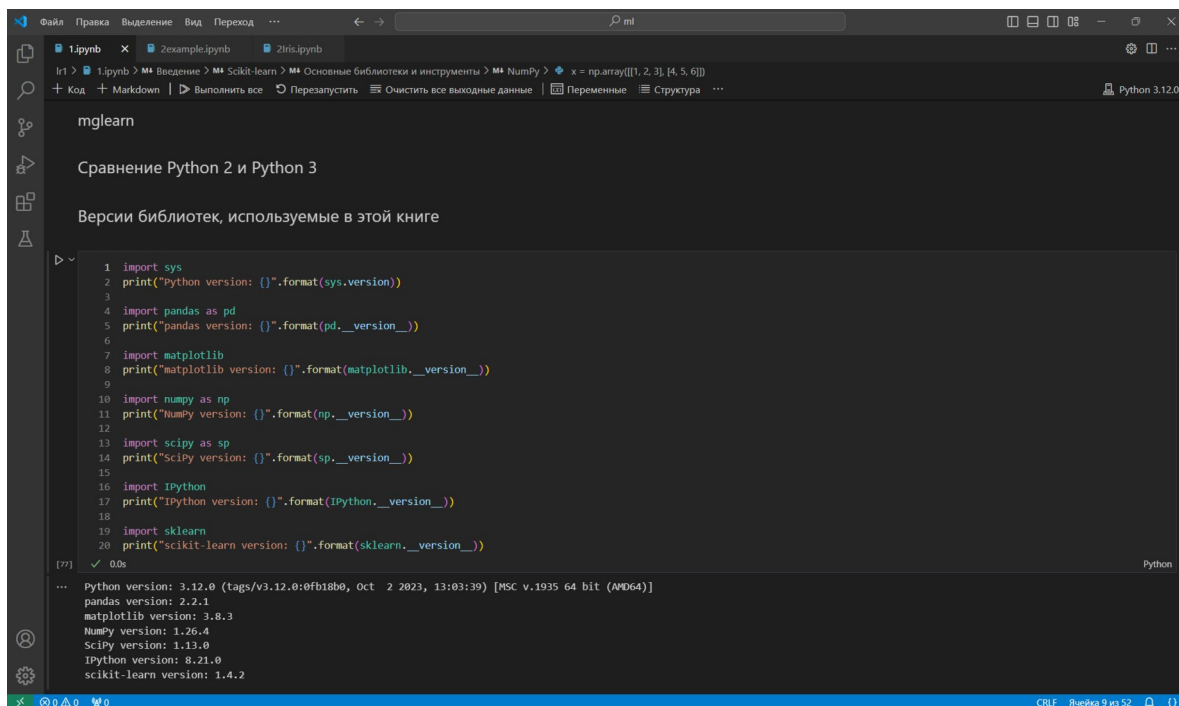 Файл Правка Выделение Вид Переход ... ml
1.ipynb 2example.ipynb 2Iris.ipynb
lr1 > 1.ipynb > M↓ Введение > M↓ Scikit-learn > M↓ Основные библиотеки и инструменты > M↓ NumPy > x = np.array([[1, 2, 3], [4, 5, 6]])
+ Код + Markdown | Выполнить все Перезапустить Очистить все выходные данные | Переменные Структура ... Python 3.12.0
mglearn
Сравнение Python 2 и Python 3
Версии библиотек, используемые в этой книге
1 import sys
2 print("Python version: {}".format(sys.version))
3
4 import pandas as pd
5 print("pandas version: {}".format(pd.__version__))
6
7 import matplotlib
8 print("matplotlib version: {}".format(matplotlib.__version__))
9
10 import numpy as np
11 print("NumPy version: {}".format(np.__version__))
12
13 import scipy as sp
14 print("SciPy version: {}".format(sp.__version__))
15
16 import IPython
17 print("IPython version: {}".format(IPython.__version__))
18
19 import sklearn
20 print("scikit-learn version: {}".format(sklearn.__version__))
[77] ✓ 0.0s Python
... Python version: 3.12.0 (tags/v3.12.0:0fb18b0, Oct 2 2023, 13:03:39) [MSC v.1935 64 bit (AMD64)]
pandas version: 2.2.1
matplotlib version: 3.8.3
NumPy version: 1.26.4
SciPy version: 1.13.0
IPython version: 8.21.0
scikit-learn version: 1.4.2
0 0 0 CRLF Ячейка 9 из 52 {}